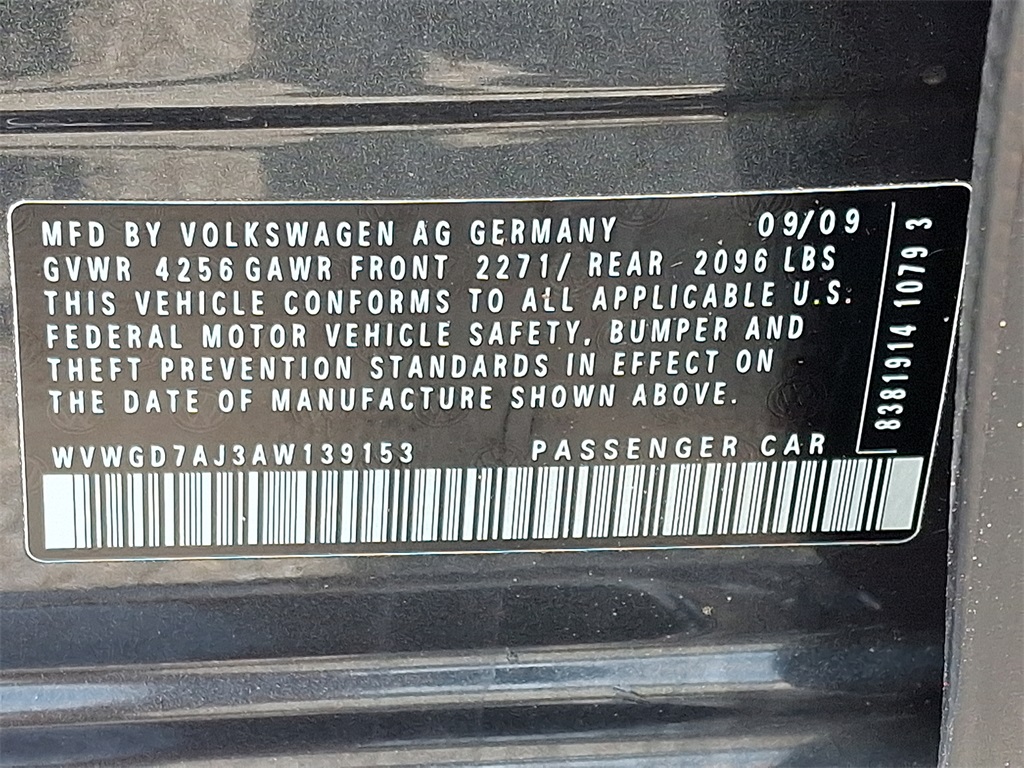 MFD BY VOLKSWAGEN AG GERMANY 09/09
GVWR 4256 GAWR FRONT 2271/ REAR 2096 LBS
THIS VEHICLE CONFORMS TO ALL APPLICABLE U.S.
FEDERAL MOTOR VEHICLE SAFETY, BUMPER AND
THEFT PREVENTION STANDARDS IN EFFECT ON
THE DATE OF MANUFACTURE SHOWN ABOVE.
WVWGD7AJ3AW139153 PASSENGER CAR
8381914 1079 3